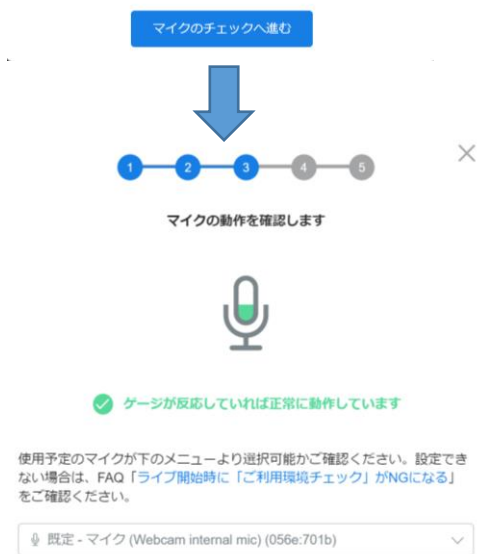 マイクのチェックへ進む
1 2 3 4 5
マイクの動作を確認します
ゲージが反応していれば正常に動作しています
使用予定のマイクが下のメニューより選択可能かご確認ください。設定でき
ない場合は、FAQ「ライブ開始時に「ご利用環境チェック」がNGになる」
をご確認ください。
既定 - マイク (Webcam internal mic) (056e:701b)